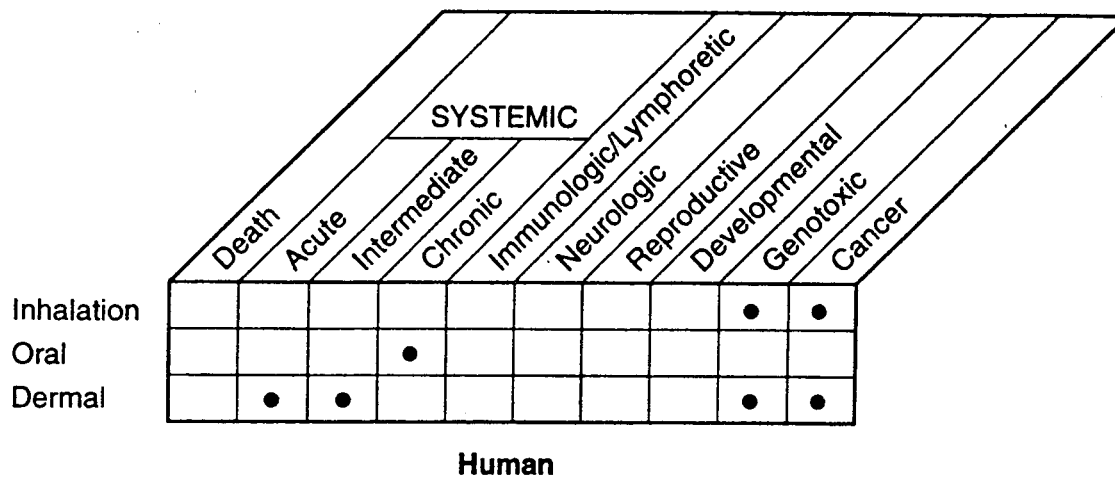 SYSTEMIC
Death
Acute
Intermediate
Chronic
Immunologic/Lymphoretic
Neurologic
Reproductive
Developmental
Genotoxic
Cancer
Inhalation
Oral
Dermal
Human